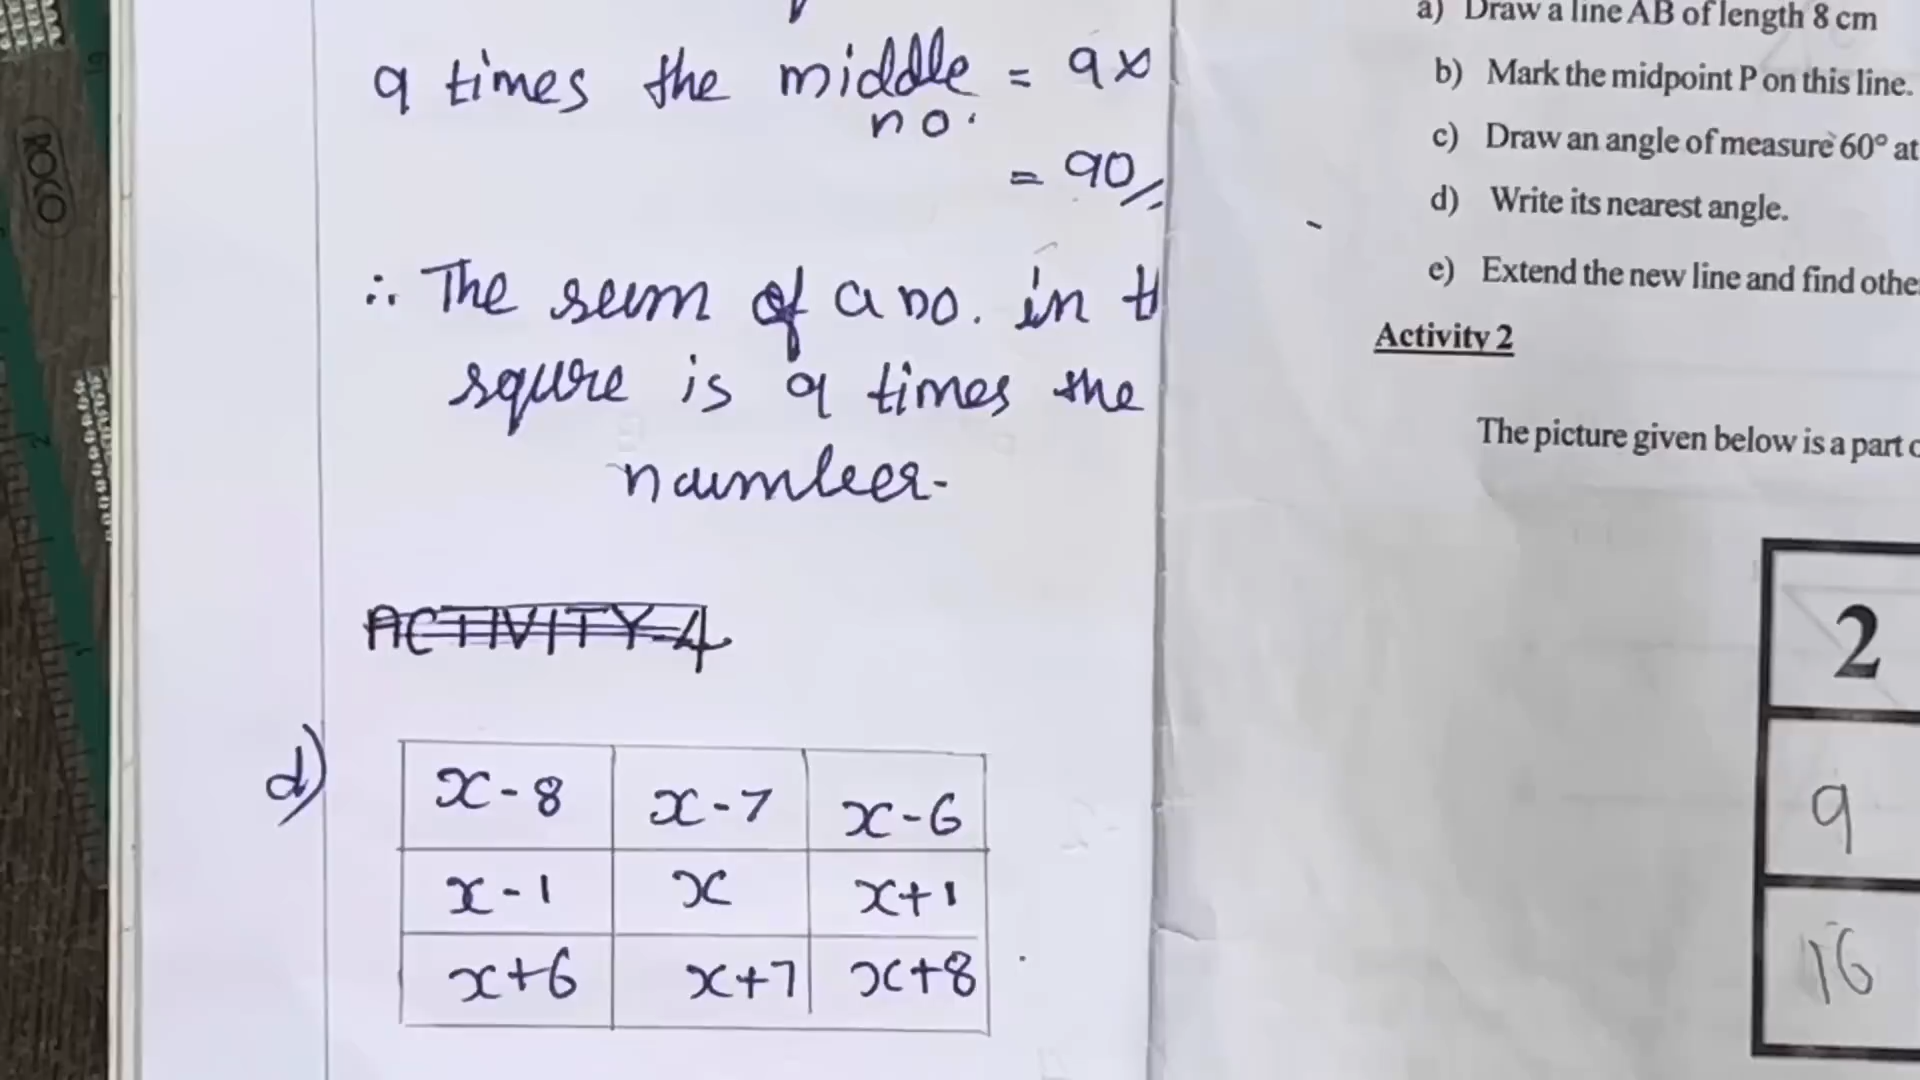 9 times the middle = 9x
no.
= 90
∴ The sum of a no. in t
squre is 9 times the
number.
ACTIVITY-4
d)
x-8 x-7 x-6
x-1 x x+1
x+6 x+7 x+8
a) Draw a line AB of length 8 cm
b) Mark the midpoint P on this line.
c) Draw an angle of measure 60° at
d) Write its nearest angle.
e) Extend the new line and find othe
Activity 2
The picture given below is a part o
2
9
16
ROCO